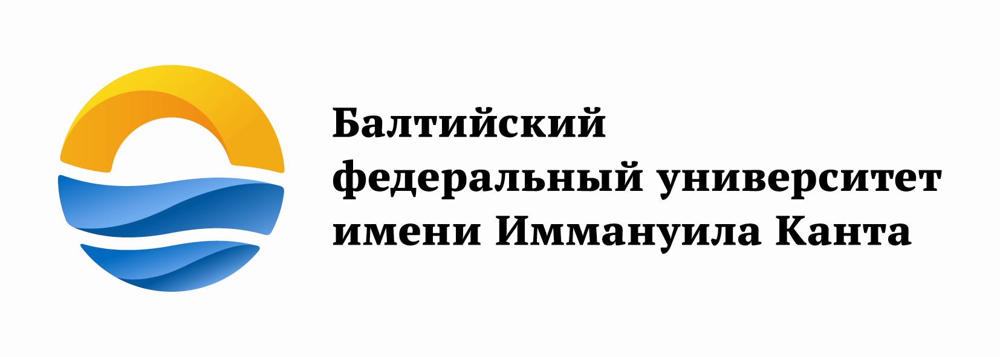 Балтийский
федеральный университет
имени Иммануила Канта